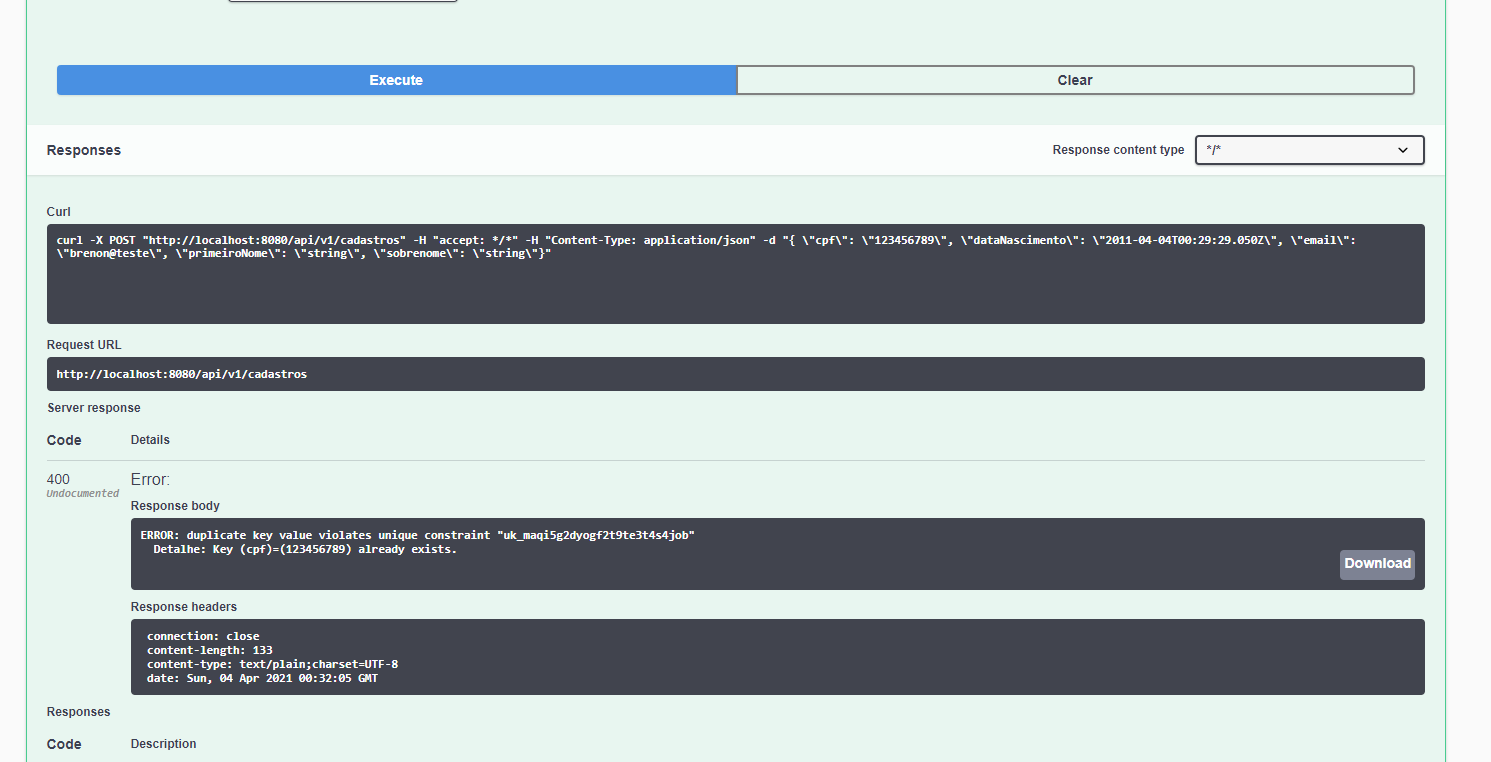 Execute
Clear
Responses
Response content type
*/*
Curl
curl -X POST "http://localhost:8080/api/v1/cadastros" -H "accept: */*" -H "Content-Type: application/json" -d "{ \"cpf\": \"123456789\", \"dataNascimento\": \"2011-04-04T00:29:29.050Z\", \"email\":
\"brenon@teste\", \"primeiroNome\": \"string\", \"sobrenome\": \"string\"}"
Request URL
http://localhost:8080/api/v1/cadastros
Server response
Code
Details
400
Undocumented
Error:
Response body
ERROR: duplicate key value violates unique constraint "uk_maqi5g2dyogf2t9te3t4s4job"
Detalhe: Key (cpf)=(123456789) already exists.
Download
Response headers
connection: close
content-length: 133
content-type: text/plain;charset=UTF-8
date: Sun, 04 Apr 2021 00:32:05 GMT
Responses
Code
Description